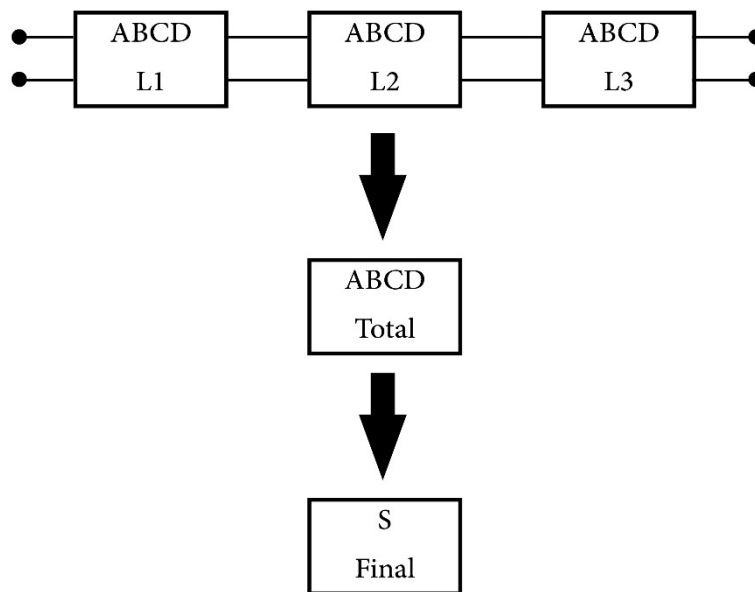 ABCD
L1
ABCD
L2
ABCD
L3
ABCD
Total
S
Final